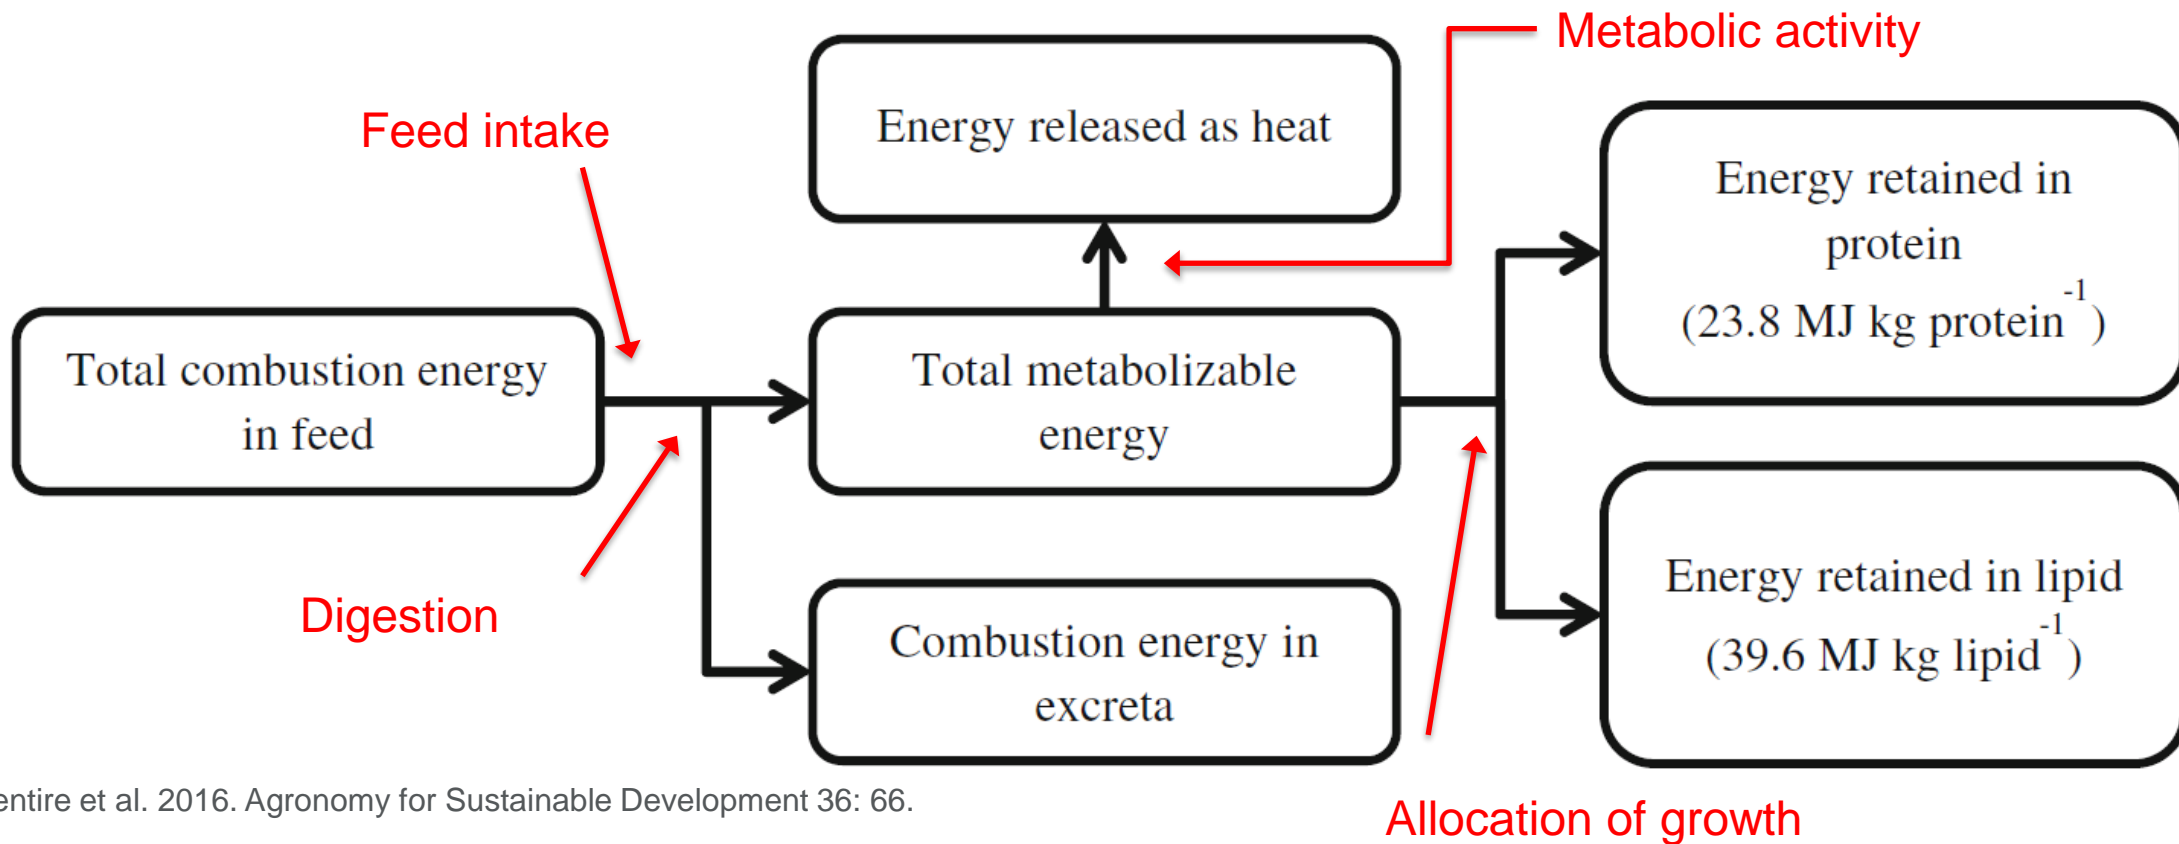 Metabolic activity
Feed intake
Energy released as heat
Energy retained in
protein
(23.8 MJ kg protein⁻¹)
Total combustion energy
in feed
Total metabolizable
energy
Digestion
Combustion energy in
excreta
Energy retained in lipid
(39.6 MJ kg lipid⁻¹)
et al. 2016. Agronomy for Sustainable Development 36: 66.
Allocation of growth